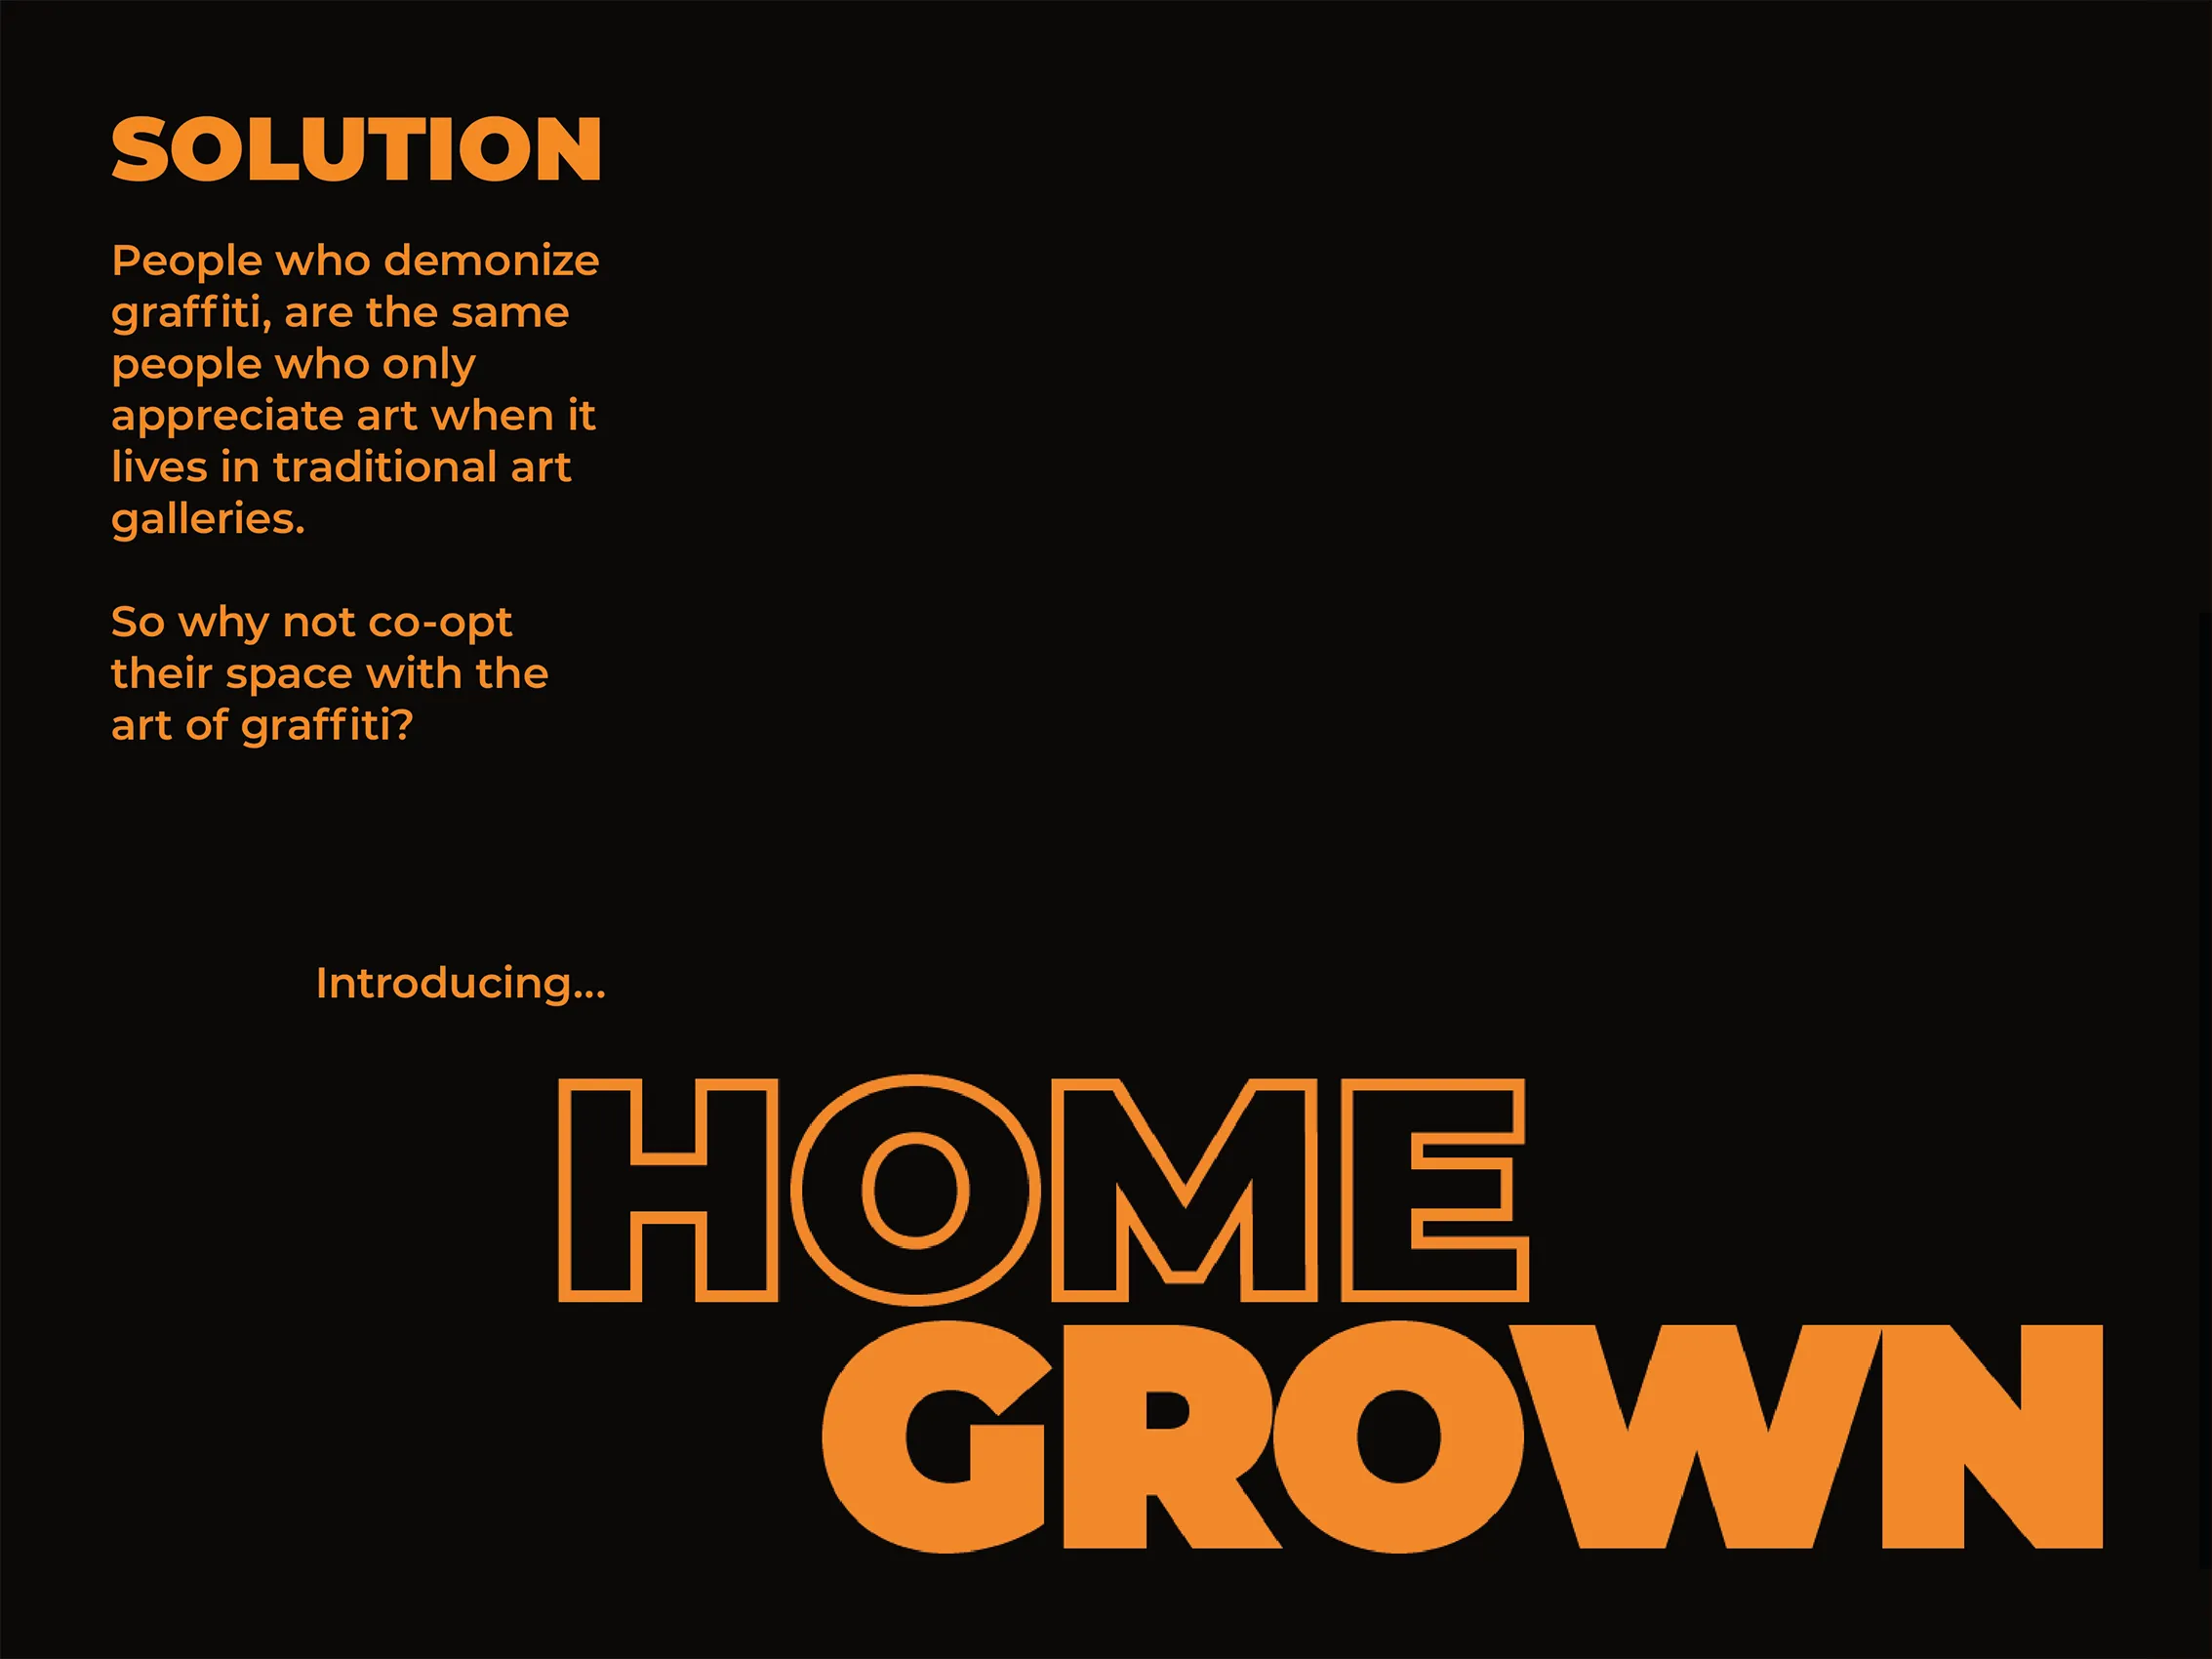 SOLUTION
People who demonize
graffiti, are the same
people who only
appreciate art when it
lives in traditional art
galleries.
So why not co-opt
their space with the
art of graffiti?
Introducing...
HOME
GROWN